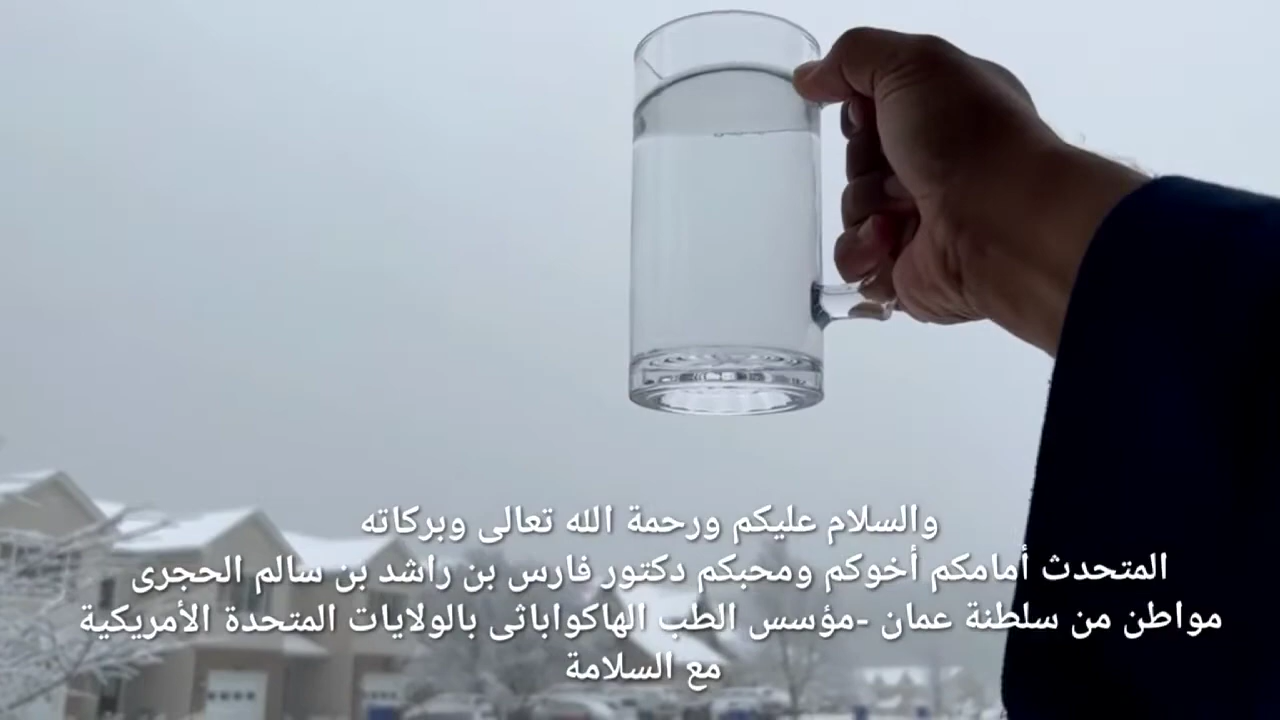 والسلام عليكم ورحمة الله تعالى وبركاته
المتحدث أمامكم أخوكم ومحبكم دكتور فارس بن راشد بن سالم الحجرى
مواطن من سلطنة عمان -مؤسس الطب الهاكواباثى بالولايات المتحدة الأمريكية
مع السلامة